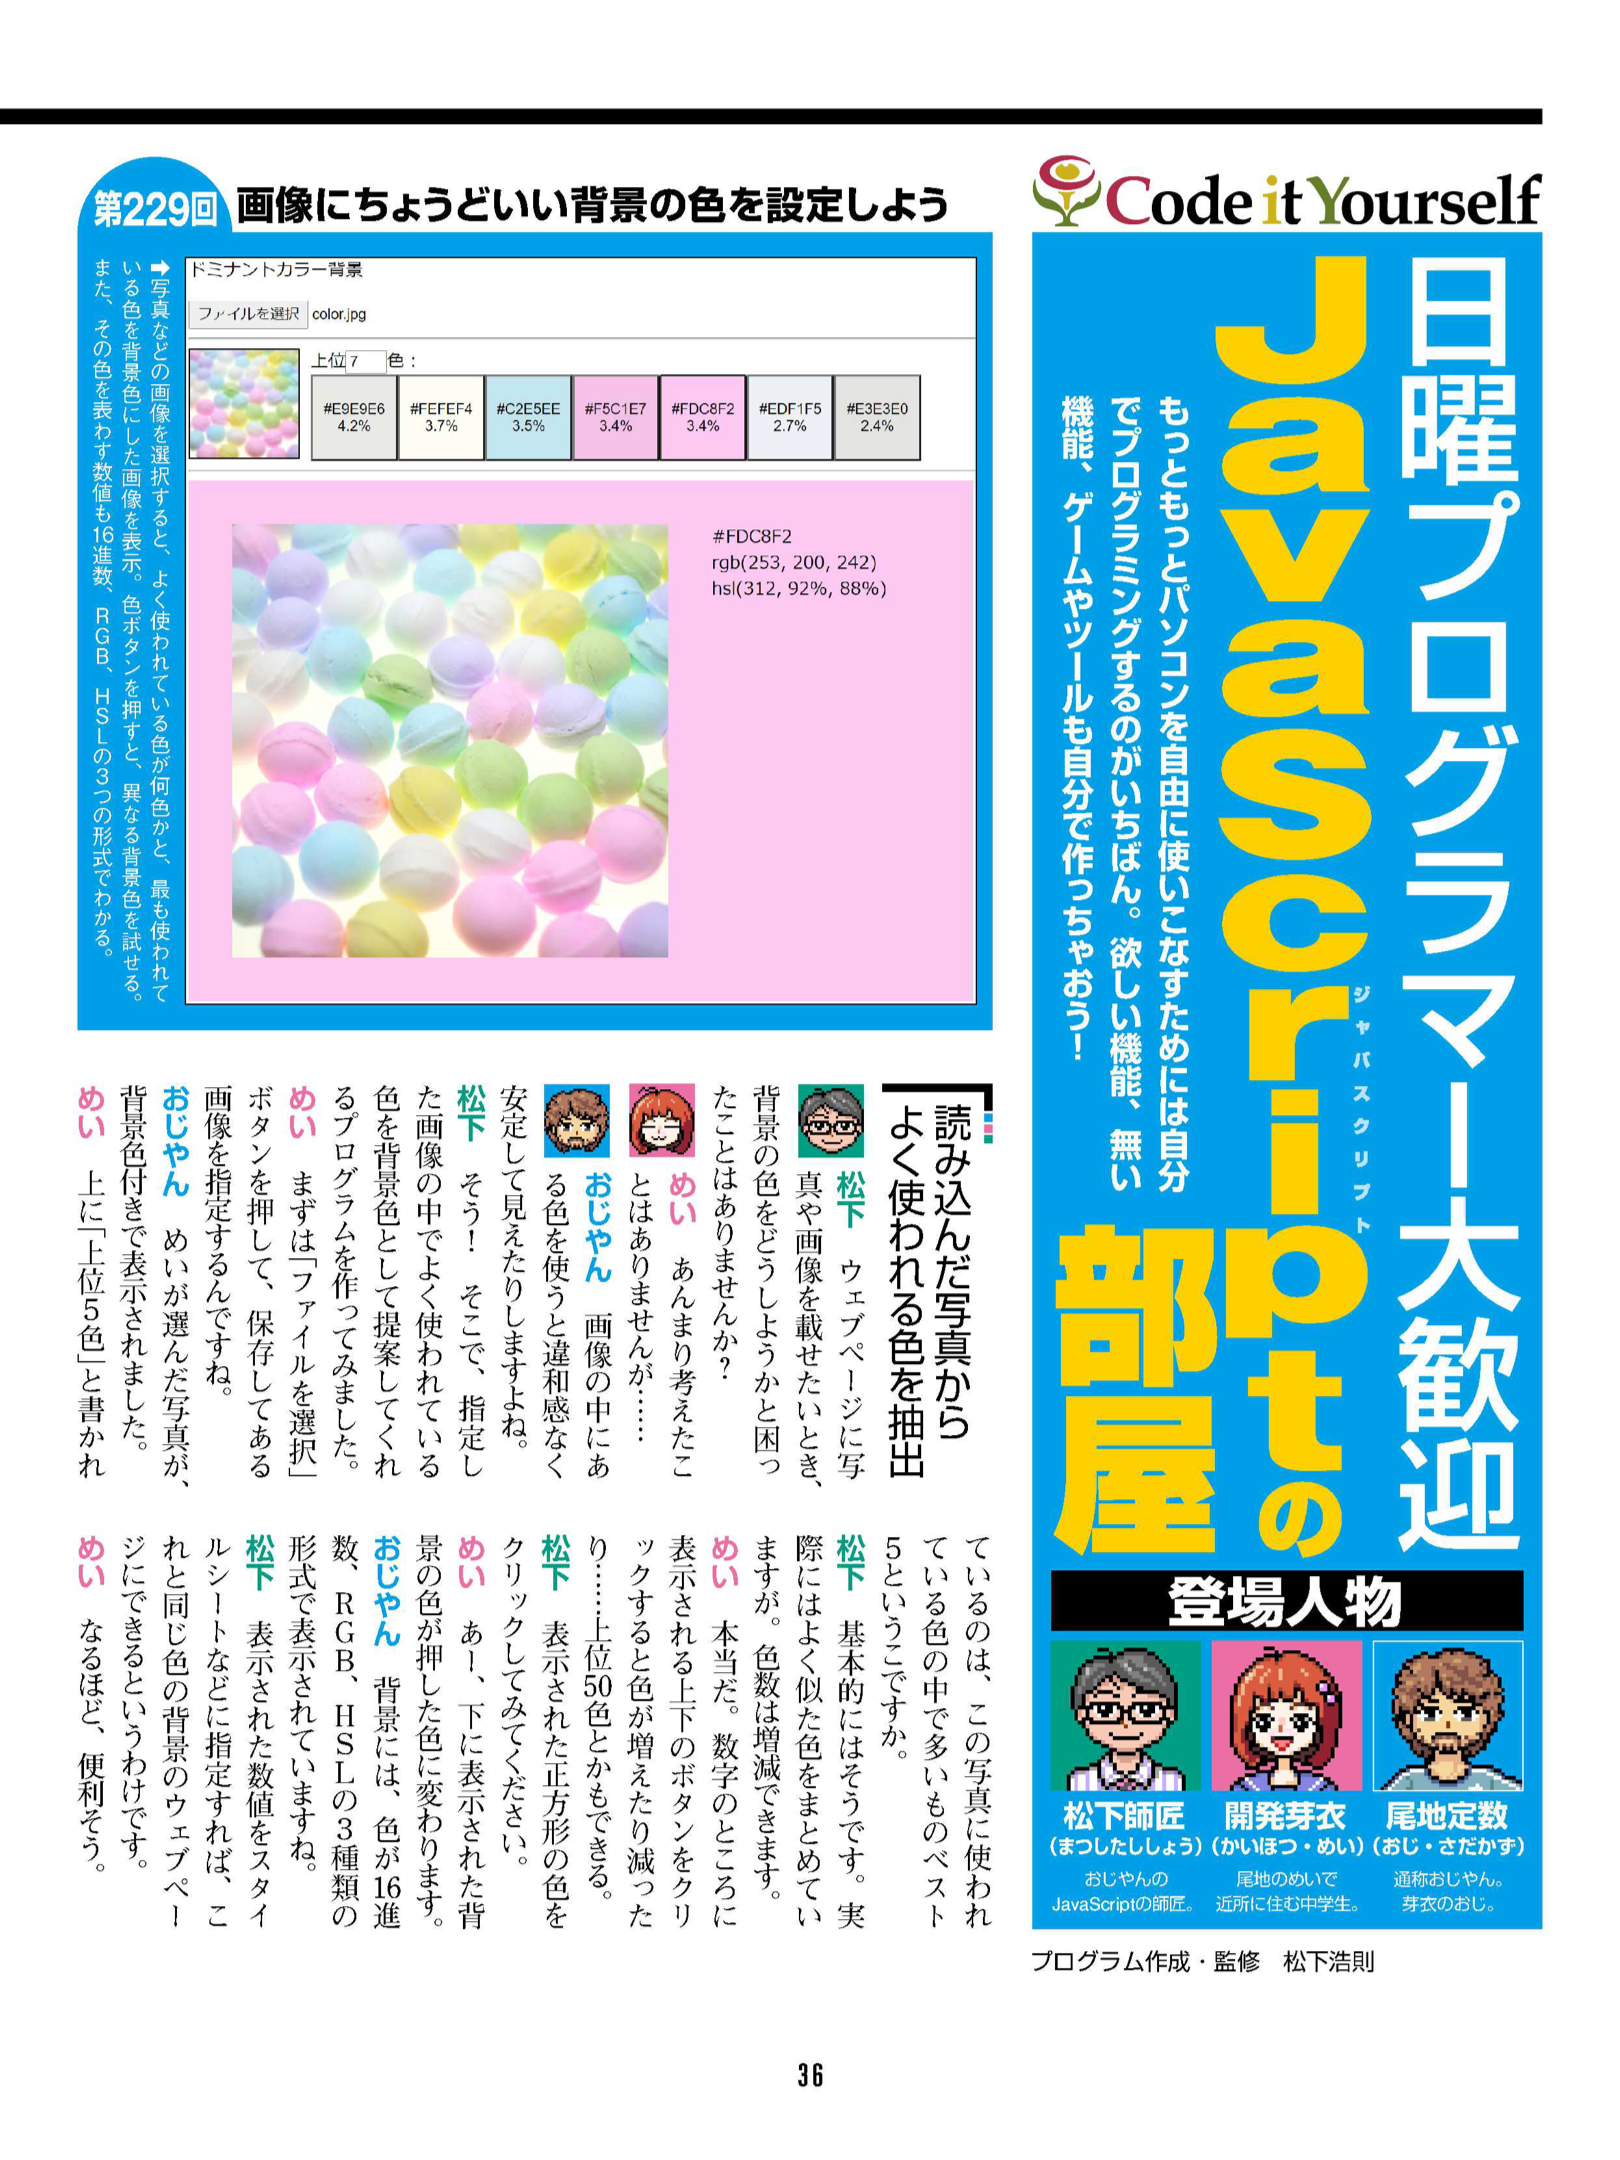 Code it Yourself
日曜プログラマー大歓迎
JavaScriptの
ジャバスクリプト
部屋
もっともっとパソコンを自由に使いこなすためには自分
でプログラミングするのがいちばん。欲しい機能、無い
機能、ゲームやツールも自分で作っちゃおう！
登場人物
松下師匠
（まつしたししょう）
おじやんの
JavaScriptの師匠。
開発芽衣
（かいほつ・めい）
尾地のめいで
近所に住む中学生。
尾地定数
（おじ・さだかず）
通称おじやん。
芽衣のおじ。
プログラム作成・監修　松下浩則
第229回
画像にちょうどいい背景の色を設定しよう
ドミナントカラー背景
ファイルを選択 color.jpg
上位7 色：
#E9E9E6 #FEFEF4 #C2E5EE #F5C1E7 #FDC8F2 #EDF1F5 #E3E3E0
4.2% 3.7% 3.5% 3.4% 3.4% 2.7% 2.4%
#FDC8F2
rgb(253, 200, 242)
hsl(312, 92%, 88%)
➡写真などの画像を選択すると、よく使われている色が何色かと、最も使われて
いる色を背景色にした画像を表示。色ボタンを押すと、異なる背景色を試せる。
また、その色を表わす数値も16進数、RGB、HSLの3つの形式でわかる。
読み込んだ写真から
よく使われる色を抽出
松下　ウェブページに写
真や画像を載せたいとき、
背景の色をどうしようかと困っ
たことはありませんか？
めい　あんまり考えたこ
とはありませんが……
おじやん　画像の中にあ
る色を使うと違和感なく
安定して見えたりしますよね。
松下　そう！　そこで、指定し
た画像の中でよく使われている
色を背景色として提案してくれ
るプログラムを作ってみました。
めい　まずは「ファイルを選択」
ボタンを押して、保存してある
画像を指定するんですね。
おじやん　めいが選んだ写真が、
背景色付きで表示されました。
めい　上に「上位5色」と書かれ
ているのは、この写真に使われ
ている色の中で多いものベスト
5というこうことですか。
松下　基本的にはそうです。実
際にはよく似た色をまとめてい
ますが。色数は増減できます。
めい　本当だ。数字のところに
表示される上下のボタンをクリ
ックすると色が増えたり減った
り……上位50色とかもできる。
松下　表示された正方形の色を
クリックしてみてください。
めい　あー、下に表示された背
景の色が押した色に変わります。
おじやん　背景には、色が16進
数、RGB、HSLの3種類の
形式で表示されていますね。
松下　表示された数値をスタイ
ルシートなどに指定すれば、こ
れと同じ色の背景のウェブペー
ジにできるというわけです。
めい　なるほど、便利そう。
36